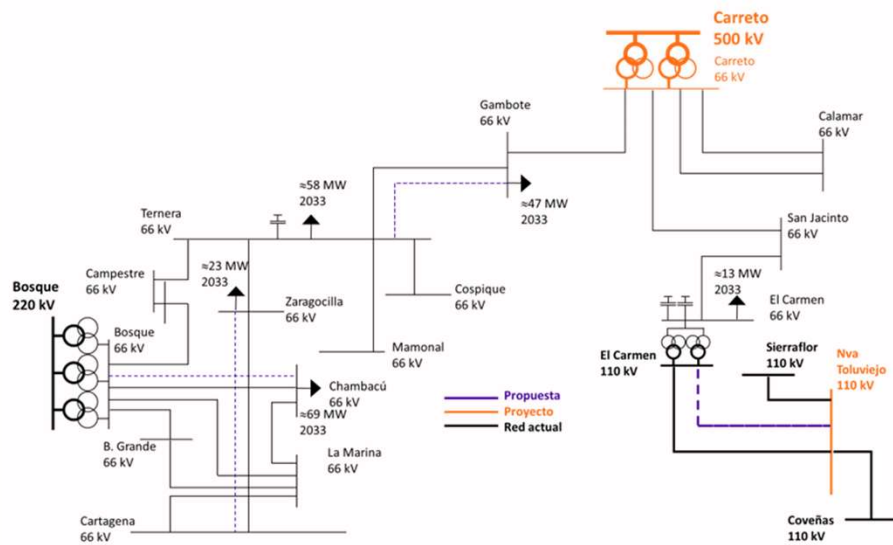 Carreto
500 kV
Carreto
66 kV
Gambote
66 kV
Calamar
66 kV
≈58 MW
2033
≈47 MW
2033
Ternera
66 kV
San Jacinto
66 kV
Campestre
66 kV
≈23 MW
2033
≈13 MW
2033
Bosque
220 kV
Zaragocilla
66 kV
Cospique
66 kV
El Carmen
66 kV
Bosque
66 kV
Mamonal
66 kV
El Carmen
110 kV
Sierraflor
110 kV
Nva
Toluviejo
110 kV
Chambacú
66 kV
≈69 MW
2033
Propuesta
Proyecto
Red actual
B. Grande
66 kV
La Marina
66 kV
Cartagena
66 kV
Coveñas
110 kV